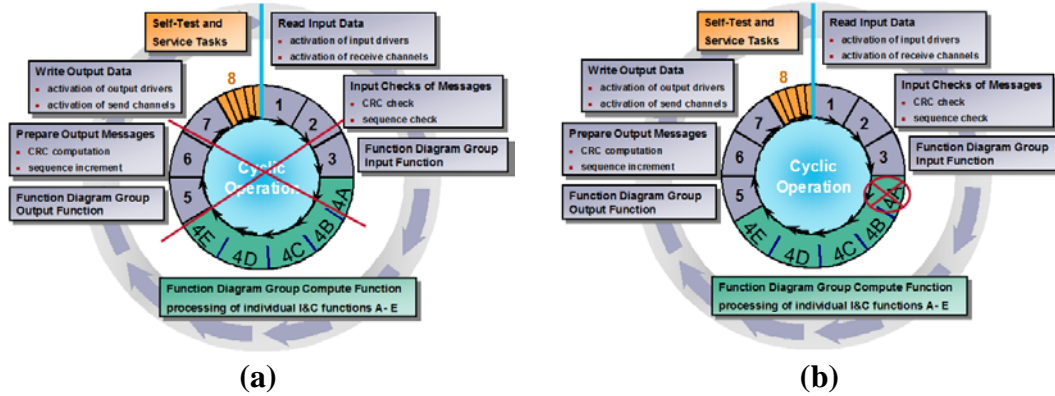 Self-Test and
Service Tasks
Read Input Data
activation of input drivers
activation of receive channels
Write Output Data
activation of output drivers
activation of send channels
Input Checks of Messages
CRC check
sequence check
Prepare Output Messages
CRC computation
sequence increment
Function Diagram Group
Input Function
Function Diagram Group
Output Function
8
1
2
3
4A
4B
4C
4D
4E
5
6
7
Cyclic
Operation
Function Diagram Group Compute Function
processing of individual I&C functions A- E
(a)
Self-Test and
Service Tasks
Read Input Data
activation of input drivers
activation of receive channels
Write Output Data
activation of output drivers
activation of send channels
Input Checks of Messages
CRC check
sequence check
Prepare Output Messages
CRC computation
sequence increment
Function Diagram Group
Input Function
Function Diagram Group
Output Function
8
1
2
3
4A
4B
4C
4D
4E
5
6
7
Cyclic
Operation
Function Diagram Group Compute Function
processing of individual I&C functions A- E
(b)